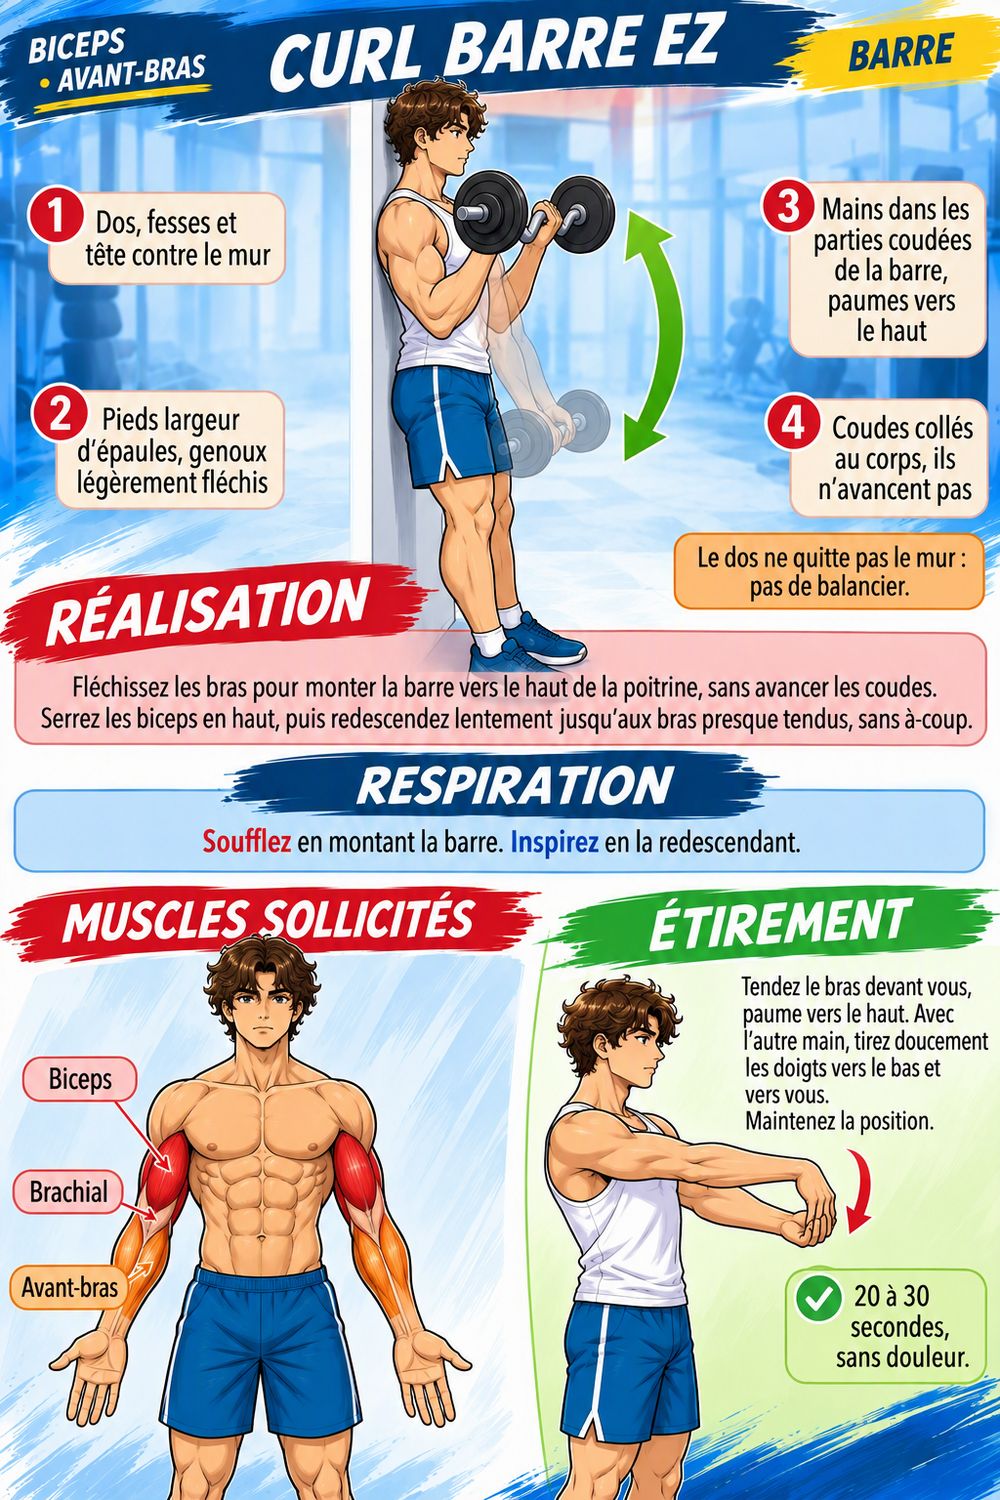 BICEPS
• AVANT-BRAS
CURL BARRE EZ
BARRE
1
Dos, fesses et
tête contre le mur
2
Pieds largeur
d'épaules, genoux
légèrement fléchis
3
Mains dans les
parties coudées
de la barre,
paumes vers
le haut
4
Coudes collés
au corps, ils
n'avancent pas
Le dos ne quitte pas le mur :
pas de balancier.
RÉALISATION
Fléchissez les bras pour monter la barre vers le haut de la poitrine, sans avancer les coudes.
Serrez les biceps en haut, puis redescendez lentement jusqu'aux bras presque tendus, sans à-coup.
RESPIRATION
Soufflez en montant la barre. Inspirez en la redescendant.
MUSCLES SOLLICITÉS
Biceps
Brachial
Avant-bras
ÉTIREMENT
Tendez le bras devant vous,
paume vers le haut. Avec
l'autre main, tirez doucement
les doigts vers le bas et
vers vous.
Maintenez la position.
20 à 30
secondes,
sans douleur.